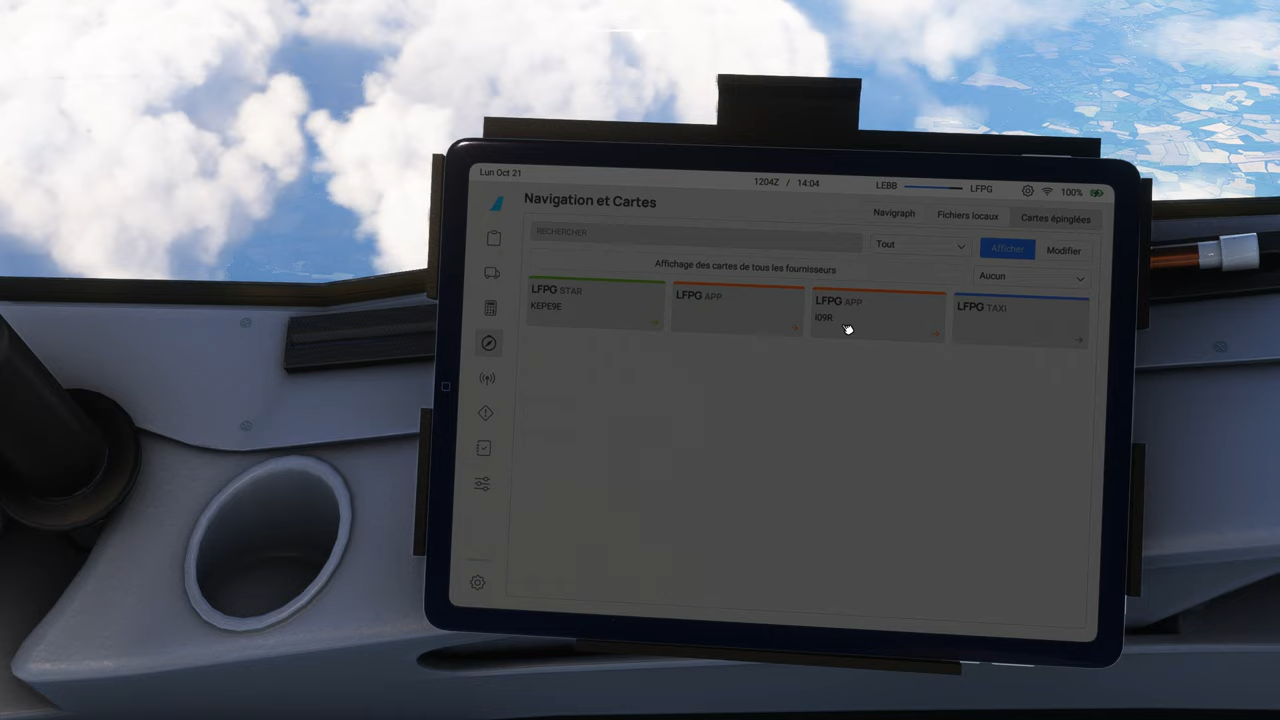 Lun Oct 21
1204Z / 14:04
LEBB LFPG
100%
Navigation et Cartes
Navigraph
Fichiers locaux
Cartes épinglées
RECHERCHER
Tout
Afficher
Modifier
Affichage des cartes de tous les fournisseurs
Aucun
LFPG STAR
KEPE9E
LFPG APP
LFPG APP
I09R
LFPG TAXI